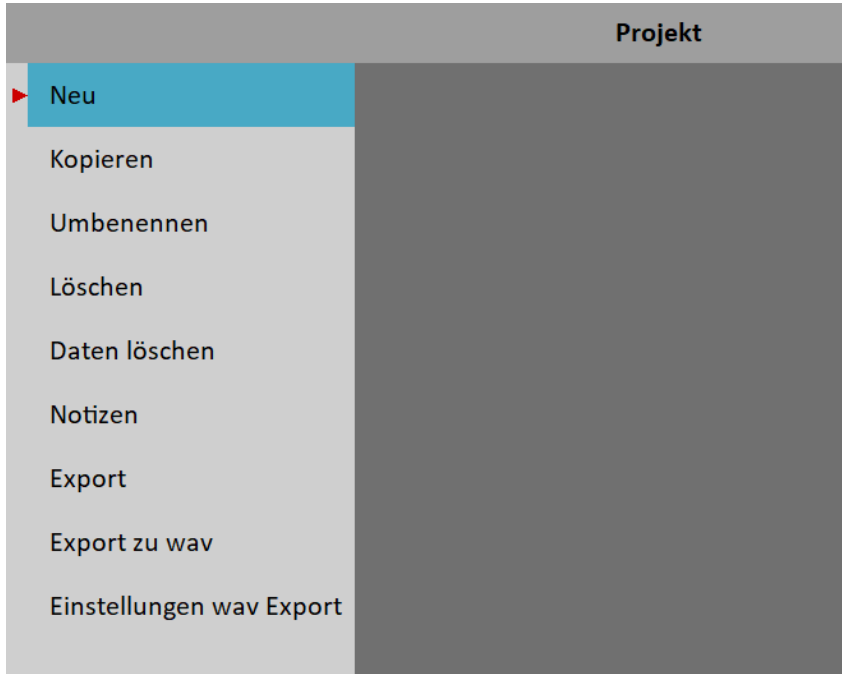 Projekt
Neu
Kopieren
Umbenennen
Löschen
Daten löschen
Notizen
Export
Export zu wav
Einstellungen wav Export